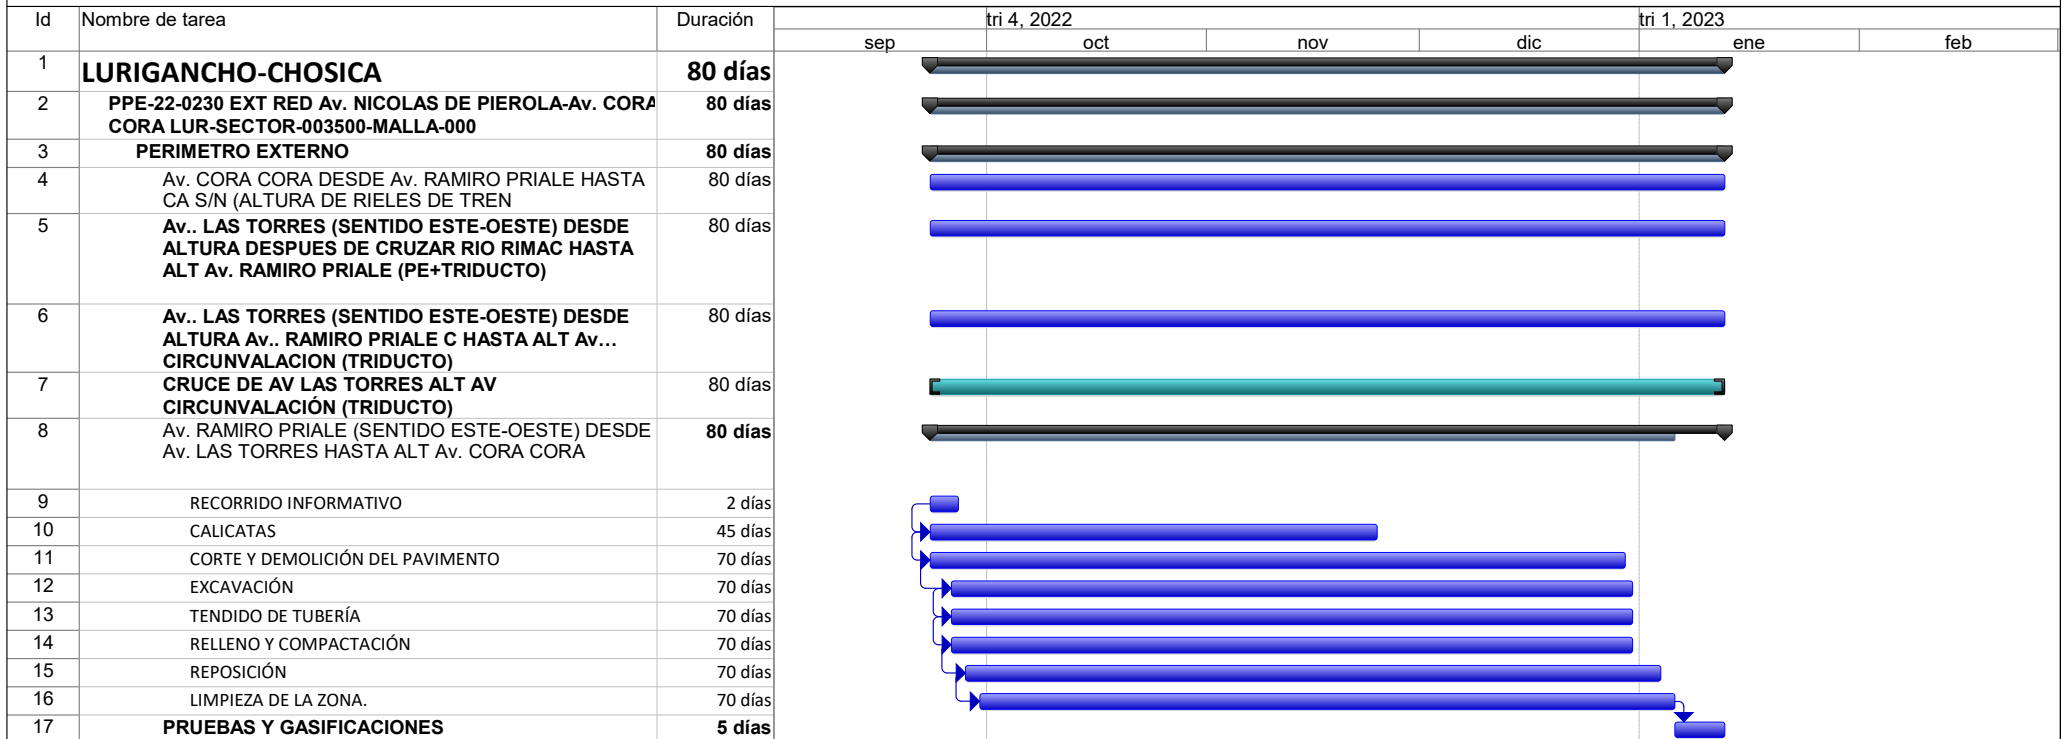 Id Nombre de tarea Duración tri 4, 2022 tri 1, 2023
sep oct nov dic ene feb
1 LURIGANCHO-CHOSICA 80 días
2 PPE-22-0230 EXT RED Av. NICOLAS DE PIEROLA-Av. CORA 80 días
CORA LUR-SECTOR-003500-MALLA-000
3 PERIMETRO EXTERNO 80 días
4 Av. CORA CORA DESDE Av. RAMIRO PRIALE HASTA 80 días
CA S/N (ALTURA DE RIELES DE TREN
5 Av.. LAS TORRES (SENTIDO ESTE-OESTE) DESDE 80 días
ALTURA DESPUES DE CRUZAR RIO RIMAC HASTA
ALT Av. RAMIRO PRIALE (PE+TRIDUCTO)
6 Av.. LAS TORRES (SENTIDO ESTE-OESTE) DESDE 80 días
ALTURA Av.. RAMIRO PRIALE C HASTA ALT Av...
CIRCUNVALACION (TRIDUCTO)
7 CRUCE DE AV LAS TORRES ALT AV 80 días
CIRCUNVALACIÓN (TRIDUCTO)
8 Av. RAMIRO PRIALE (SENTIDO ESTE-OESTE) DESDE 80 días
Av. LAS TORRES HASTA ALT Av. CORA CORA
9 RECORRIDO INFORMATIVO 2 días
10 CALICATAS 45 días
11 CORTE Y DEMOLICIÓN DEL PAVIMENTO 70 días
12 EXCAVACIÓN 70 días
13 TENDIDO DE TUBERÍA 70 días
14 RELLENO Y COMPACTACIÓN 70 días
15 REPOSICIÓN 70 días
16 LIMPIEZA DE LA ZONA. 70 días
17 PRUEBAS Y GASIFICACIONES 5 días